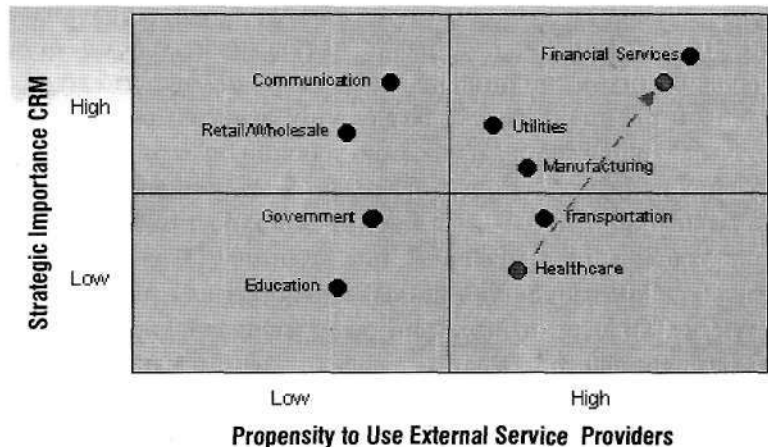 Strategic Importance CRM
High
Low
Financial Services
Communication
Retail/Wholesale
Utilities
Manufacturing
Government
Transportation
Healthcare
Education
Low
High
Propensity to Use External Service Providers